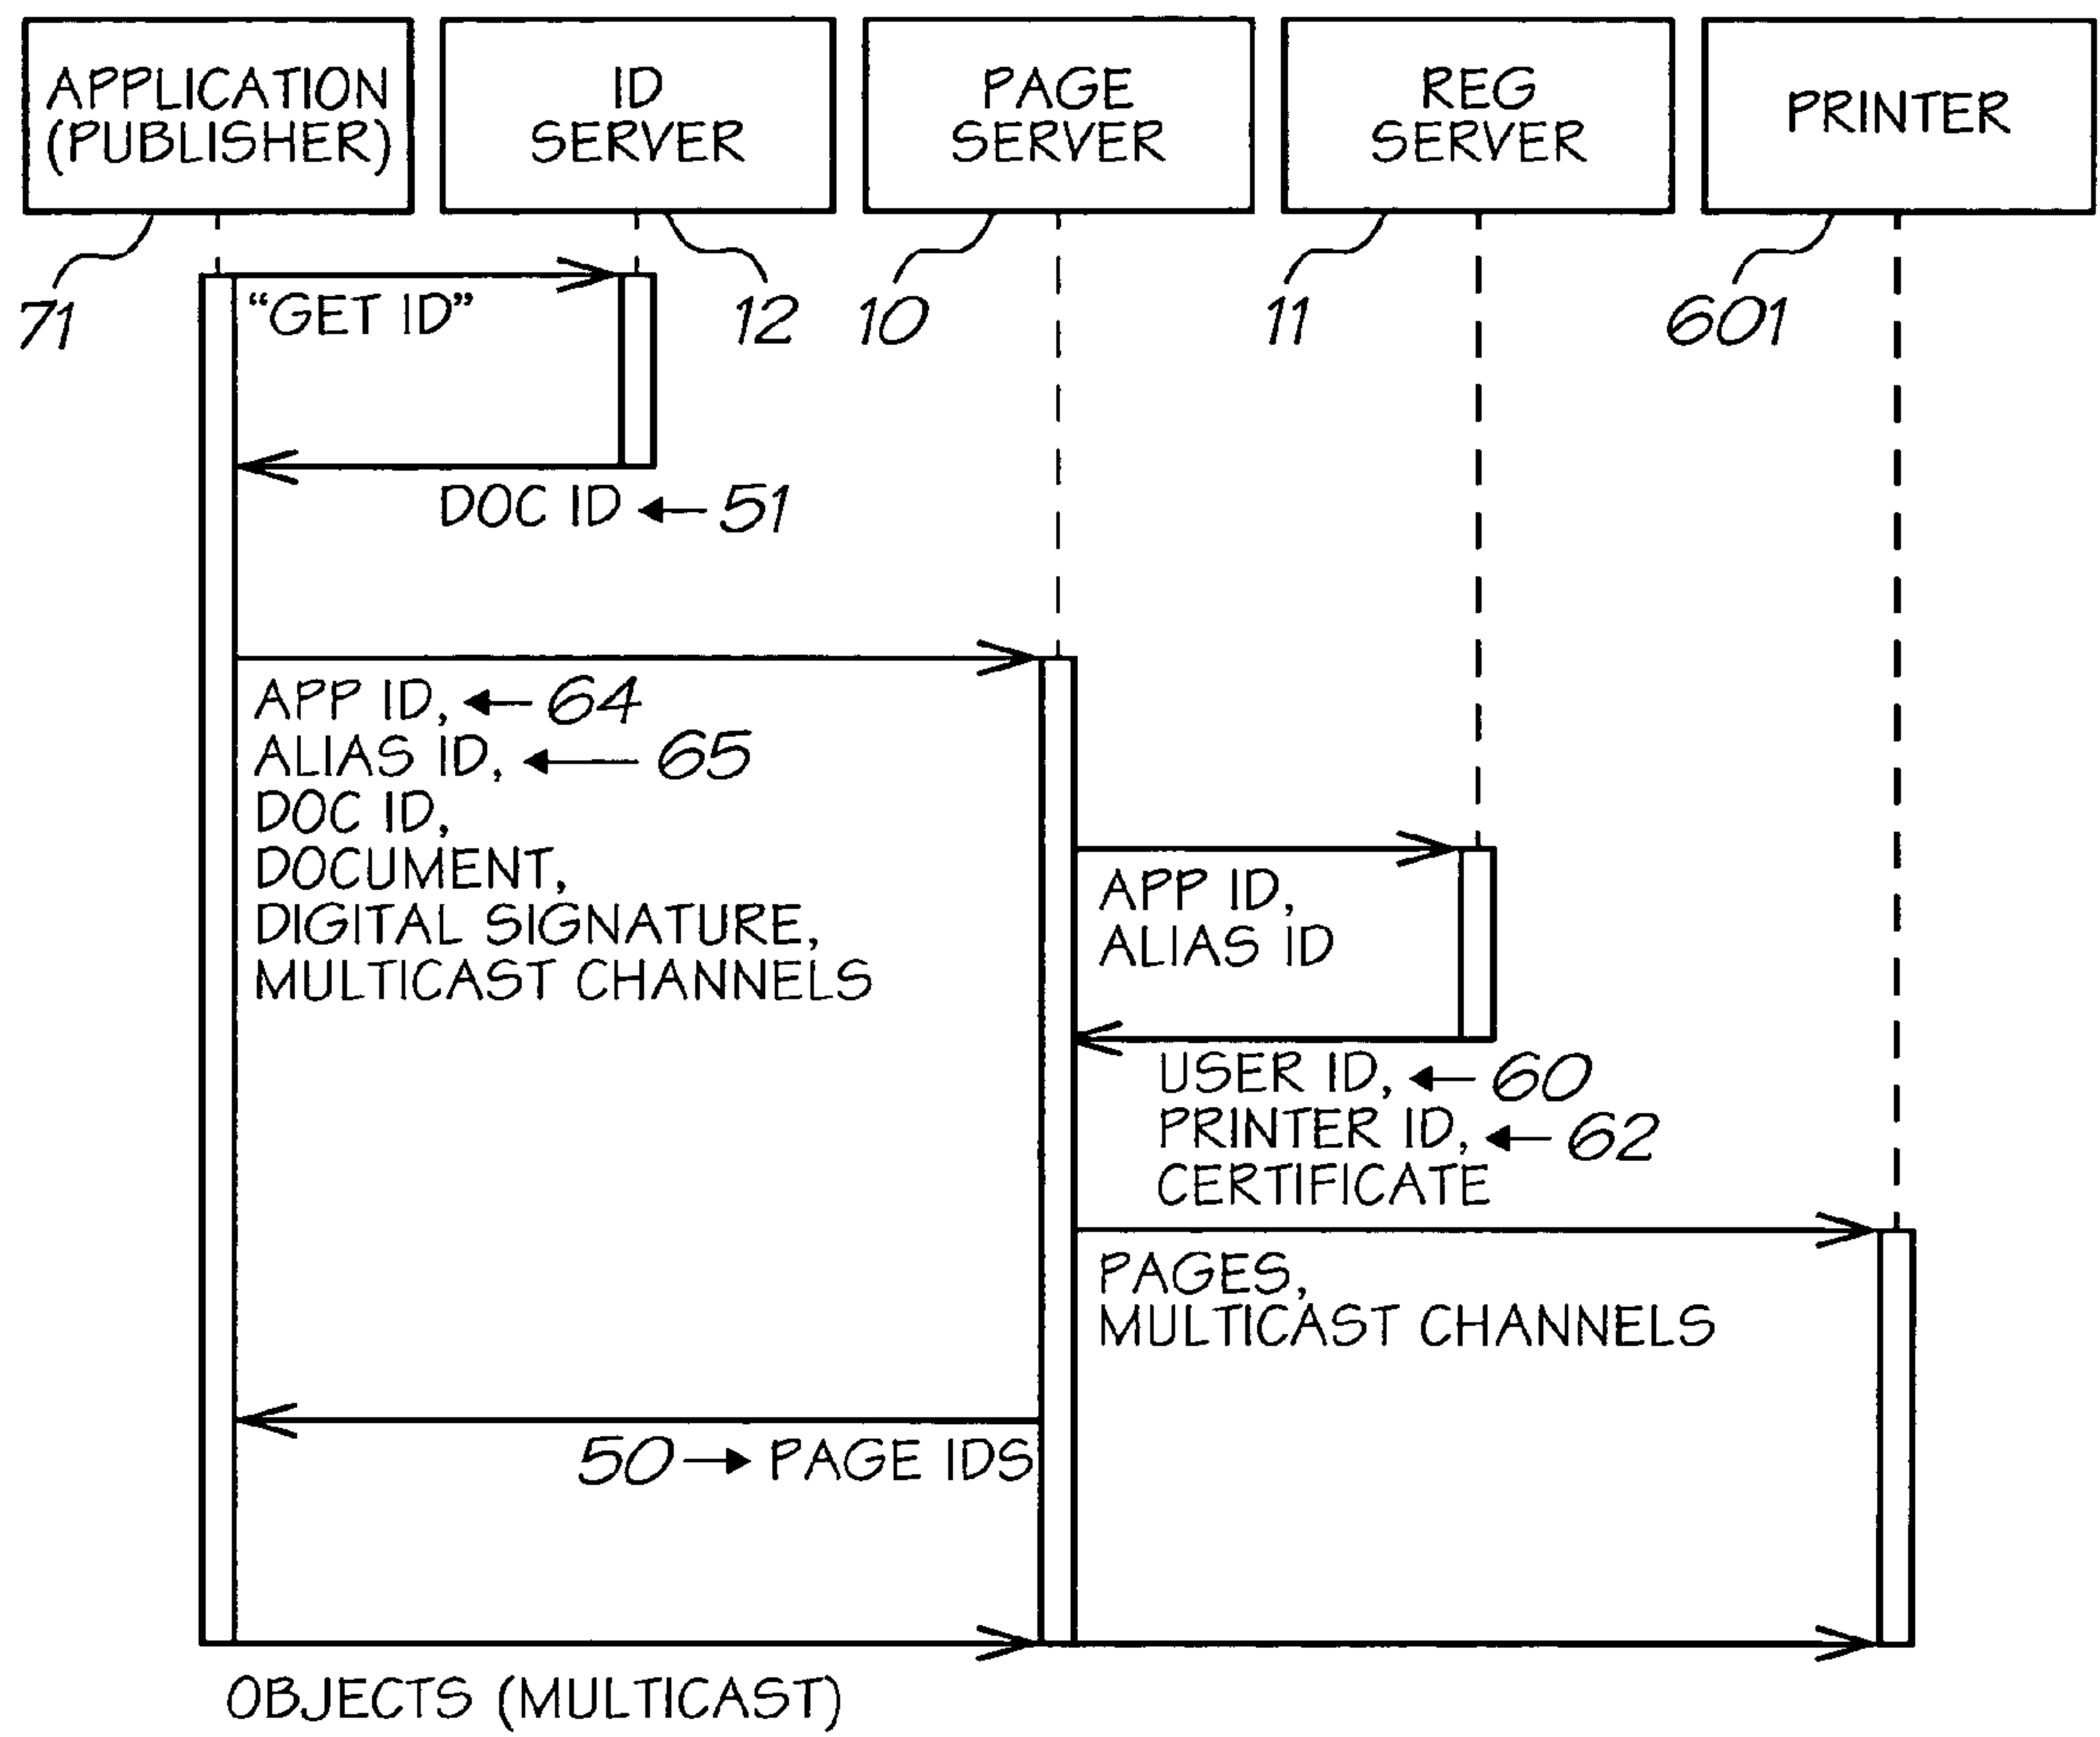 APPLICATION
(PUBLISHER)
ID
SERVER
PAGE
SERVER
REG
SERVER
PRINTER
71
12
10
11
601
“GET ID”
DOC ID
51
APP ID,
64
ALIAS ID,
65
DOC ID,
DOCUMENT,
DIGITAL SIGNATURE,
MULTICAST CHANNELS
APP ID,
ALIAS ID
USER ID,
60
PRINTER ID,
62
CERTIFICATE
PAGES,
MULTICAST CHANNELS
50
PAGE IDS
OBJECTS (MULTICAST)